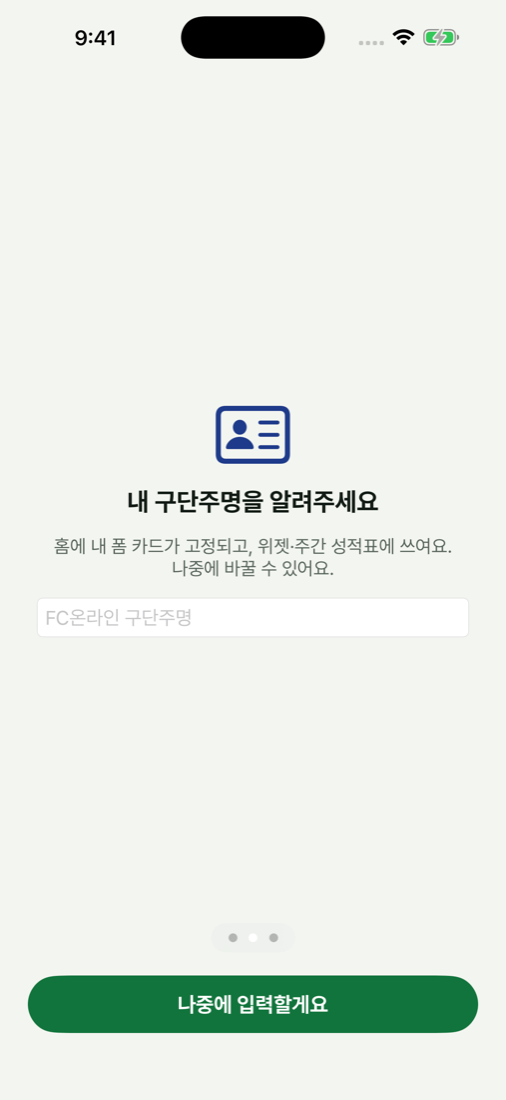 9:41
내 구단주명을 알려주세요
홈에 내 폼 카드가 고정되고, 위젯·주간 성적표에 쓰여요.
나중에 바꿀 수 있어요.
FC온라인 구단주명
나중에 입력할게요